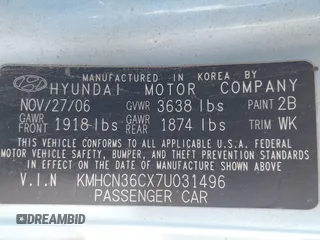 MANUFACTURED IN KOREA BY
HYUNDAI MOTOR COMPANY
NOV/27/06 GVWR 3638 lbs PAINT 2B
GAWR FRONT 1918 lbs GAWR REAR 1874 lbs TRIM WK
THIS VEHICLE CONFORMS TO ALL APPLICABLE U.S. FEDERAL
MOTOR VEHICLE SAFETY, BUMPER, AND THEFT PREVENTION STANDARDS
IN EFFECT ON THE DATE OF MANUFACTURE SHOWN ABOVE.
V.I.N KMHCN36CX7U031496
PASSENGER CAR
DREAMBID